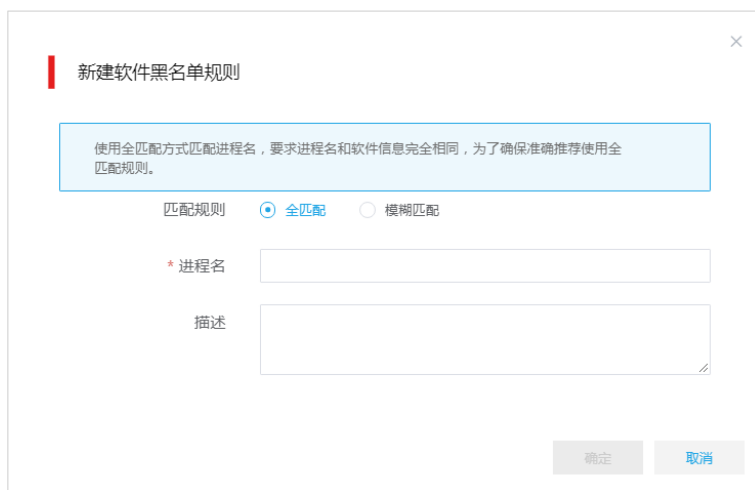 新建软件黑名单规则
使用全匹配方式匹配进程名，要求进程名和软件信息完全相同，为了确保准确推荐使用全
匹配规则。
匹配规则 全匹配 模糊匹配
* 进程名
描述
确定 取消